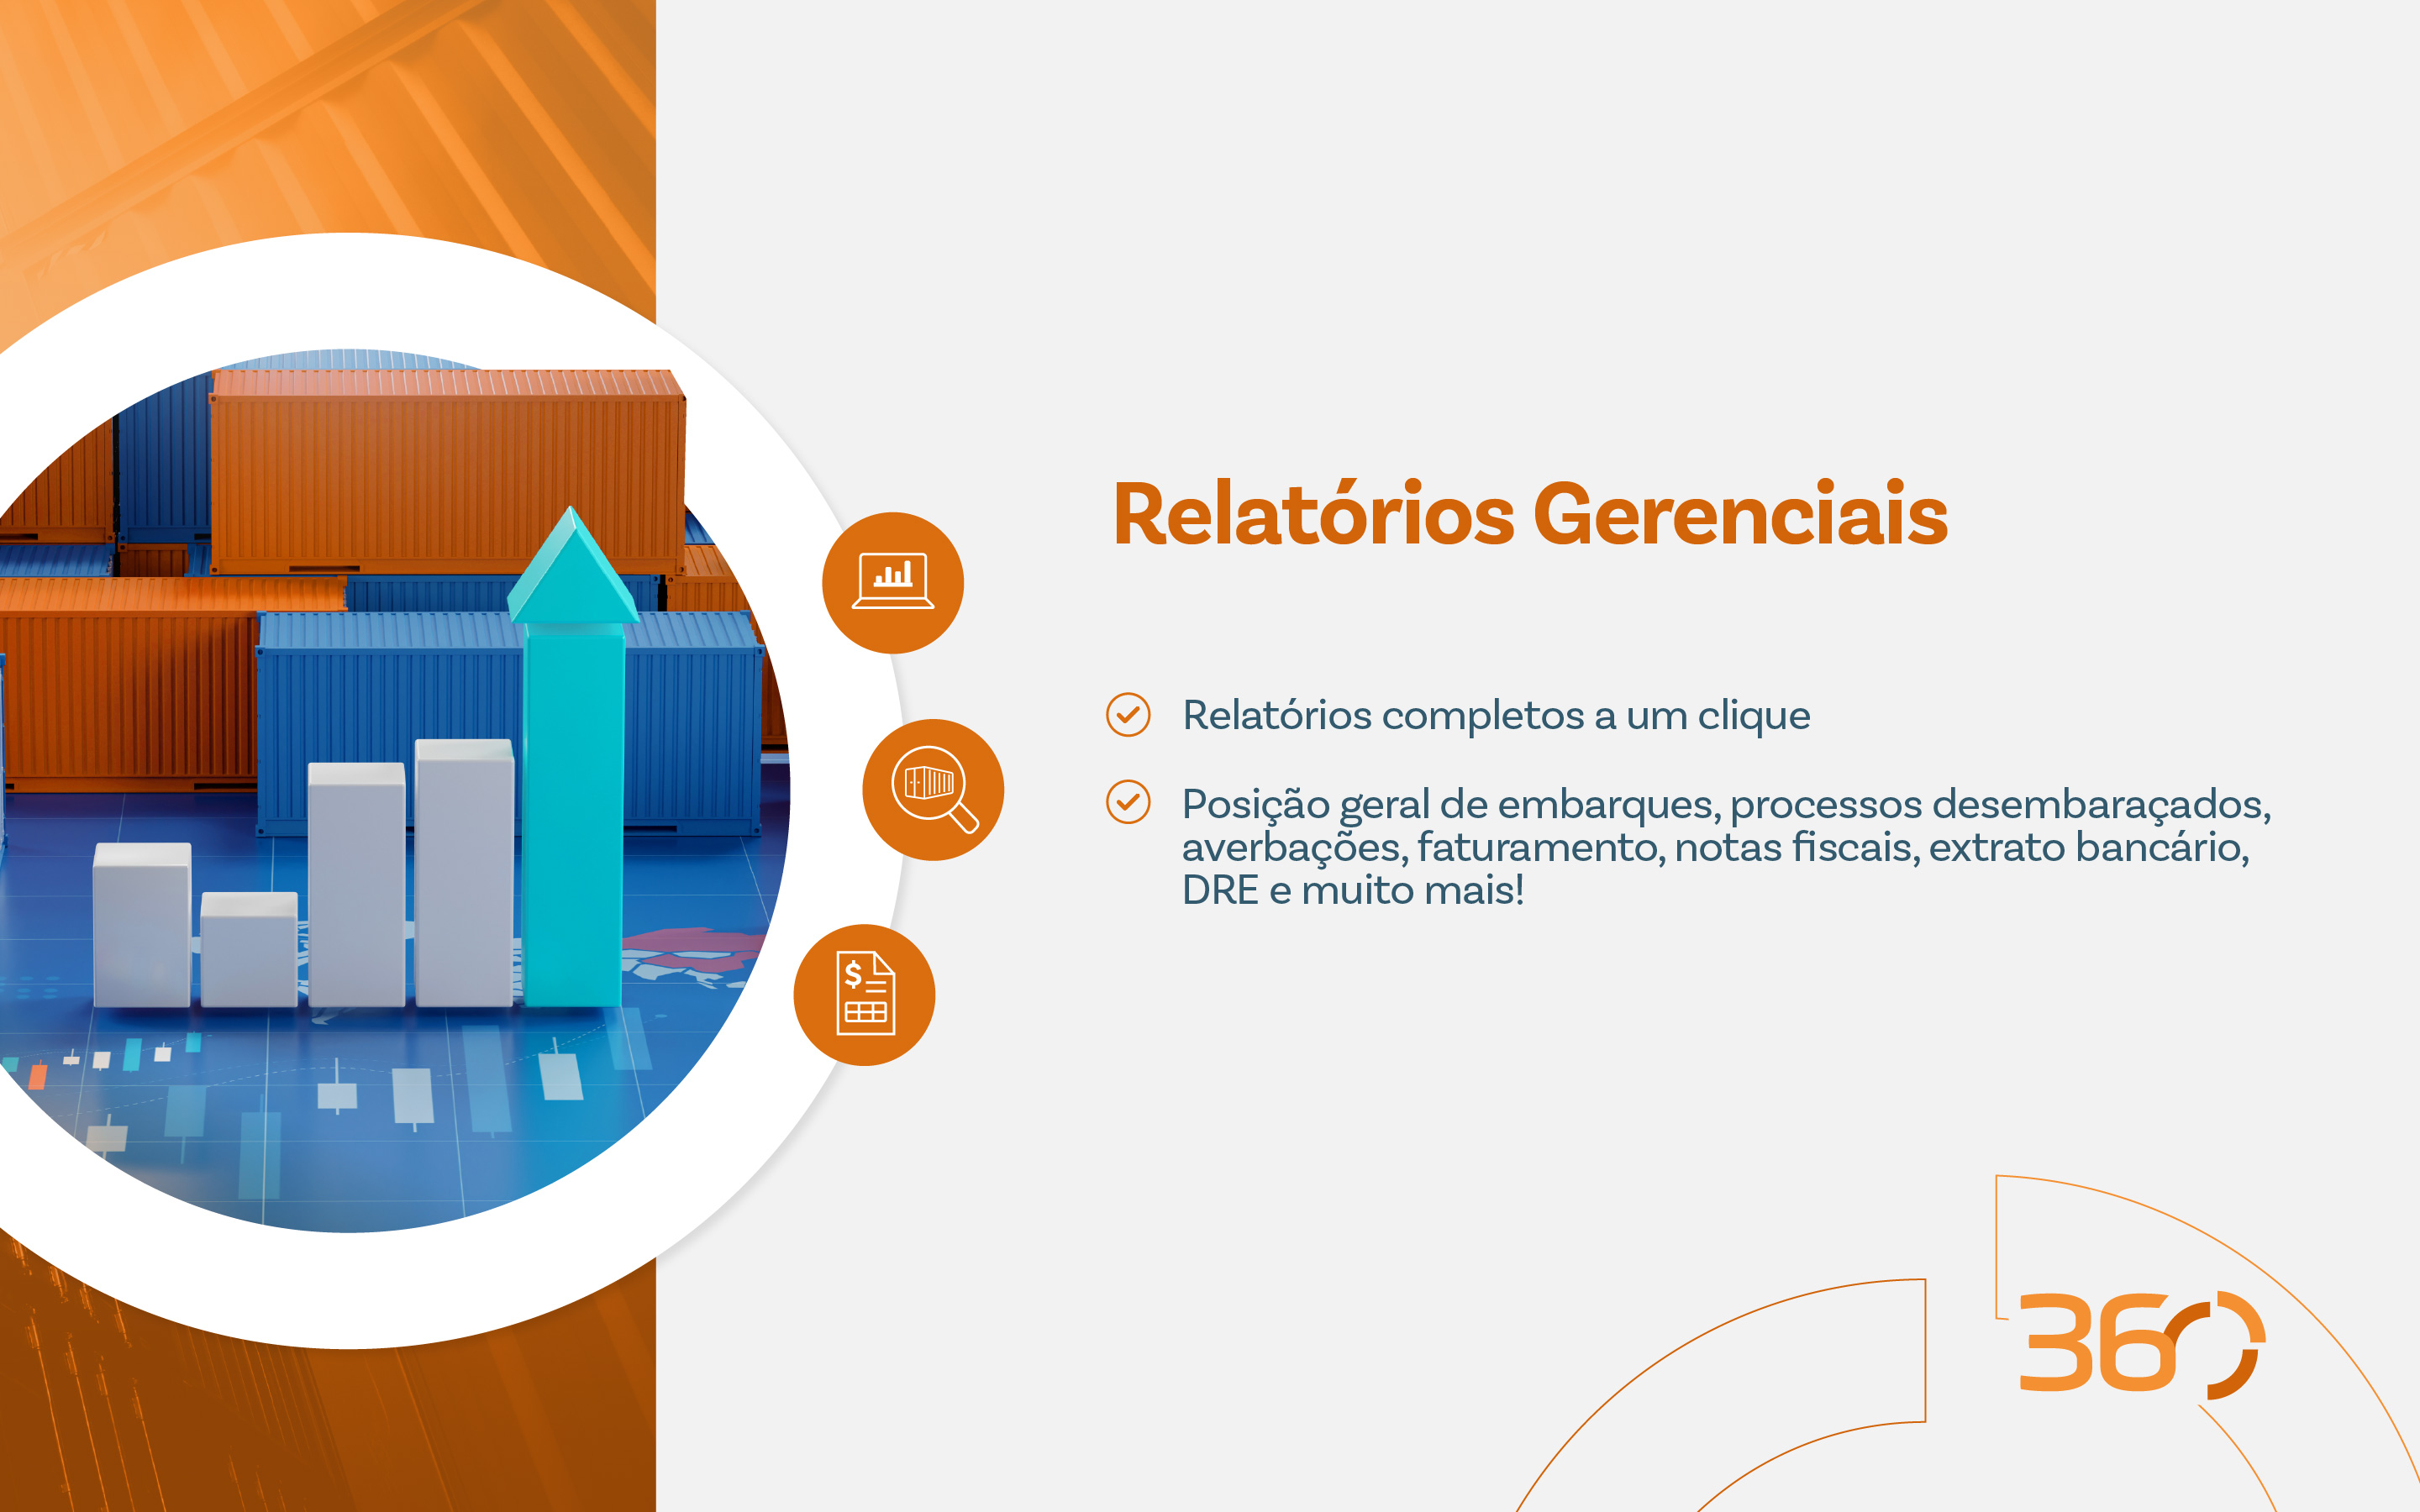 Relatórios Gerenciais
Relatórios completos a um clique
Posição geral de embarques, processos desembaraçados,
averbações, faturamento, notas fiscais, extrato bancário,
DRE e muito mais!
$
360